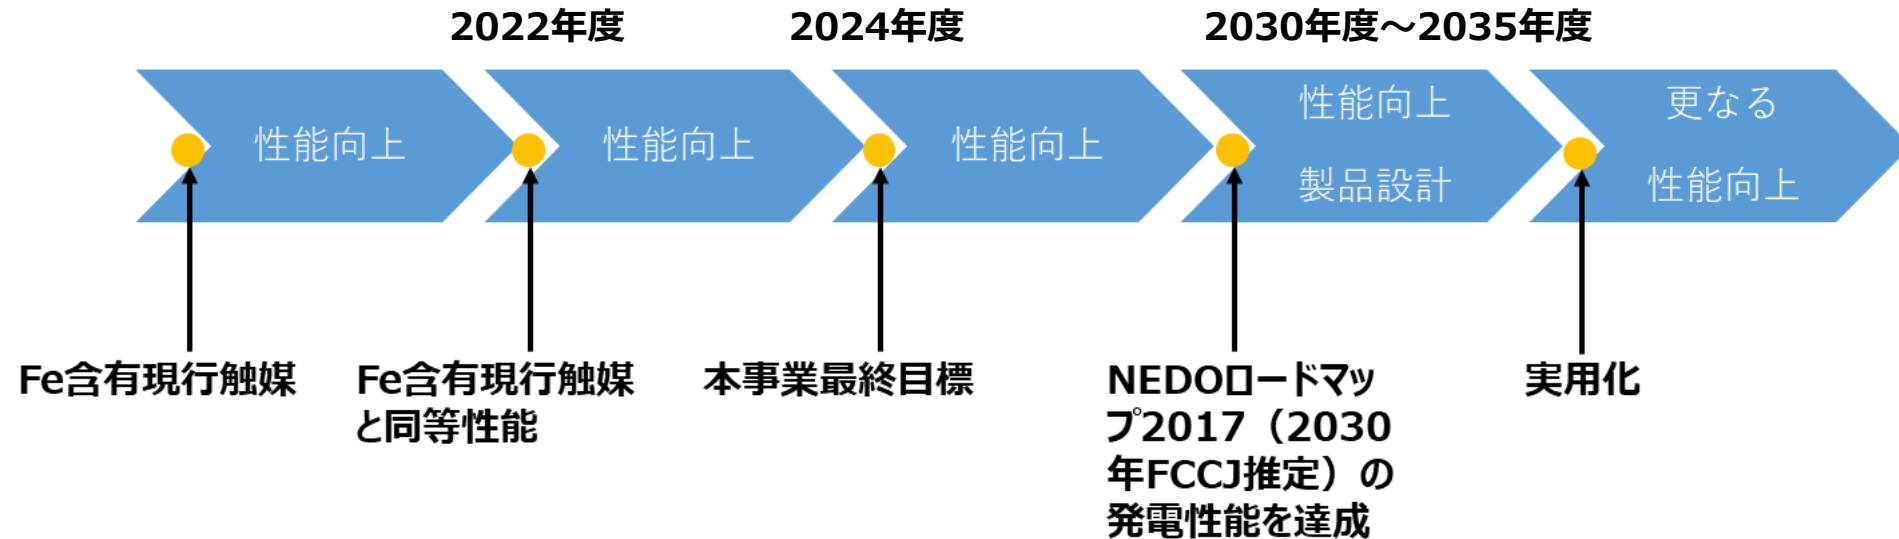 2022年度
2024年度
2030年度～2035年度
性能向上
性能向上
性能向上
性能向上
製品設計
更なる
性能向上
Fe含有現行触媒
Fe含有現行触媒
と同等性能
本事業最終目標
NEDOロードマッ
プ2017（2030
年FCCJ推定）の
発電性能を達成
実用化